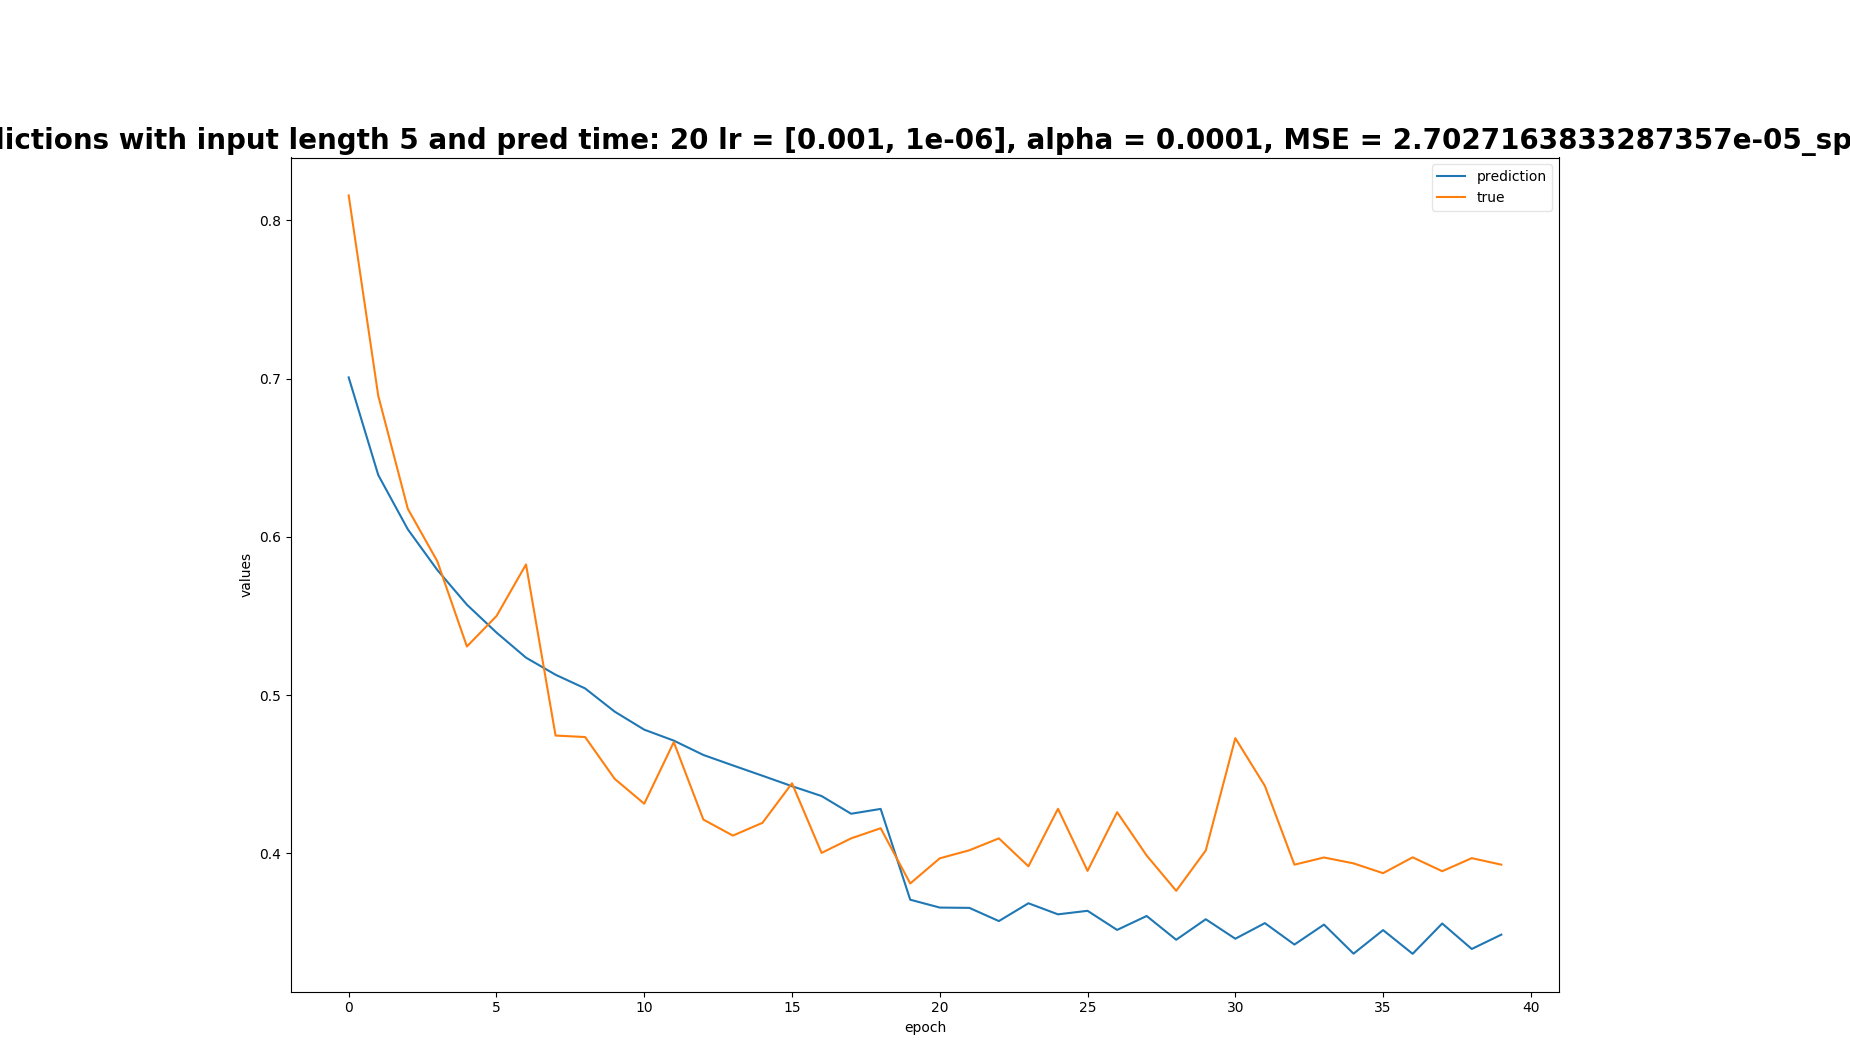 with input length 5 and pred time: 20 lr = [0.001, 1e-06], alpha = 0.0001, MSE = 2.7027163833287357e-05_sp
prediction
true
0.8
0.7
0.6
0.5
0.4
values
0 5 10 15 20 25 30 35 40
epoch